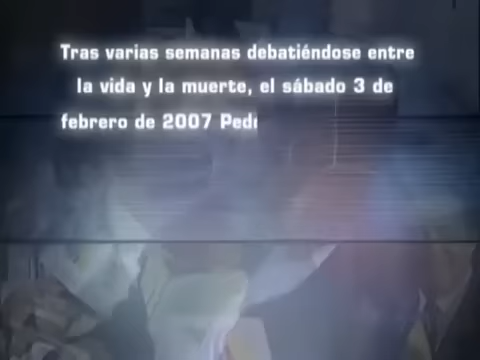 Tras varias semanas debatiéndose entre
la vida y la muerte, el sábado 3 de
febrero de 2007